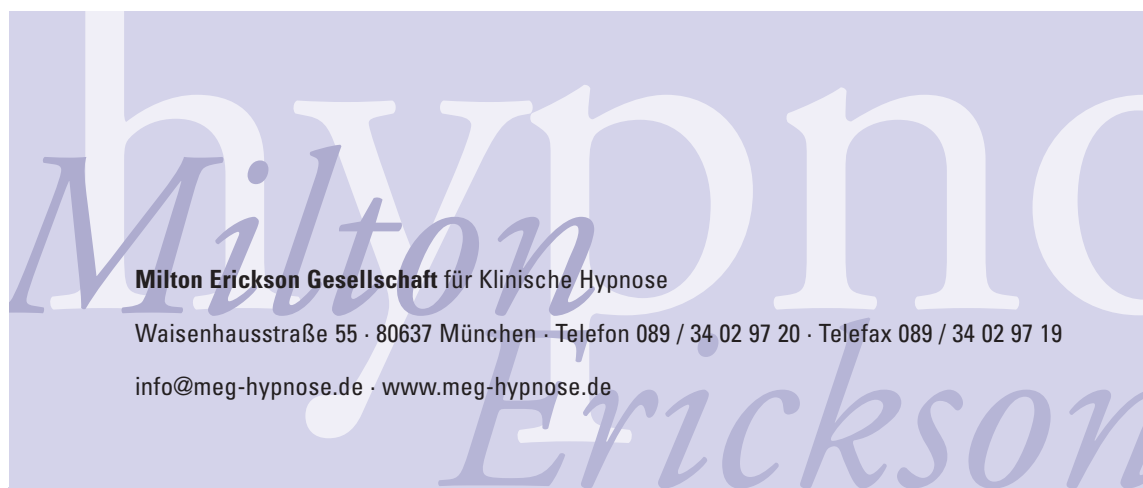 hypno
Milton
Milton Erickson Gesellschaft für Klinische Hypnose
Waisenhausstraße 55 · 80637 München · Telefon 089 / 34 02 97 20 · Telefax 089 / 34 02 97 19
info@meg-hypnose.de · www.meg-hypnose.de
Erickson